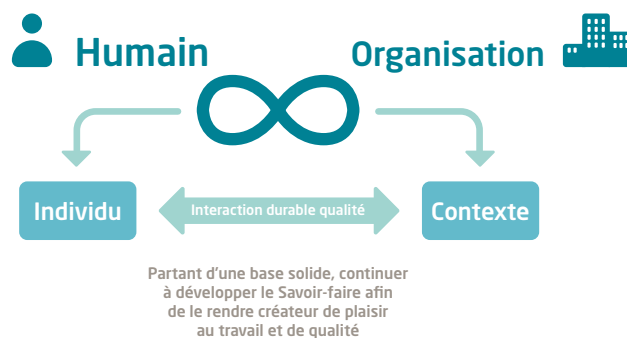 Humain
Organisation
Individu
Interaction durable qualité
Contexte
Partant d'une base solide, continuer
à développer le Savoir-faire afin
de le rendre créateur de plaisir
au travail et de qualité